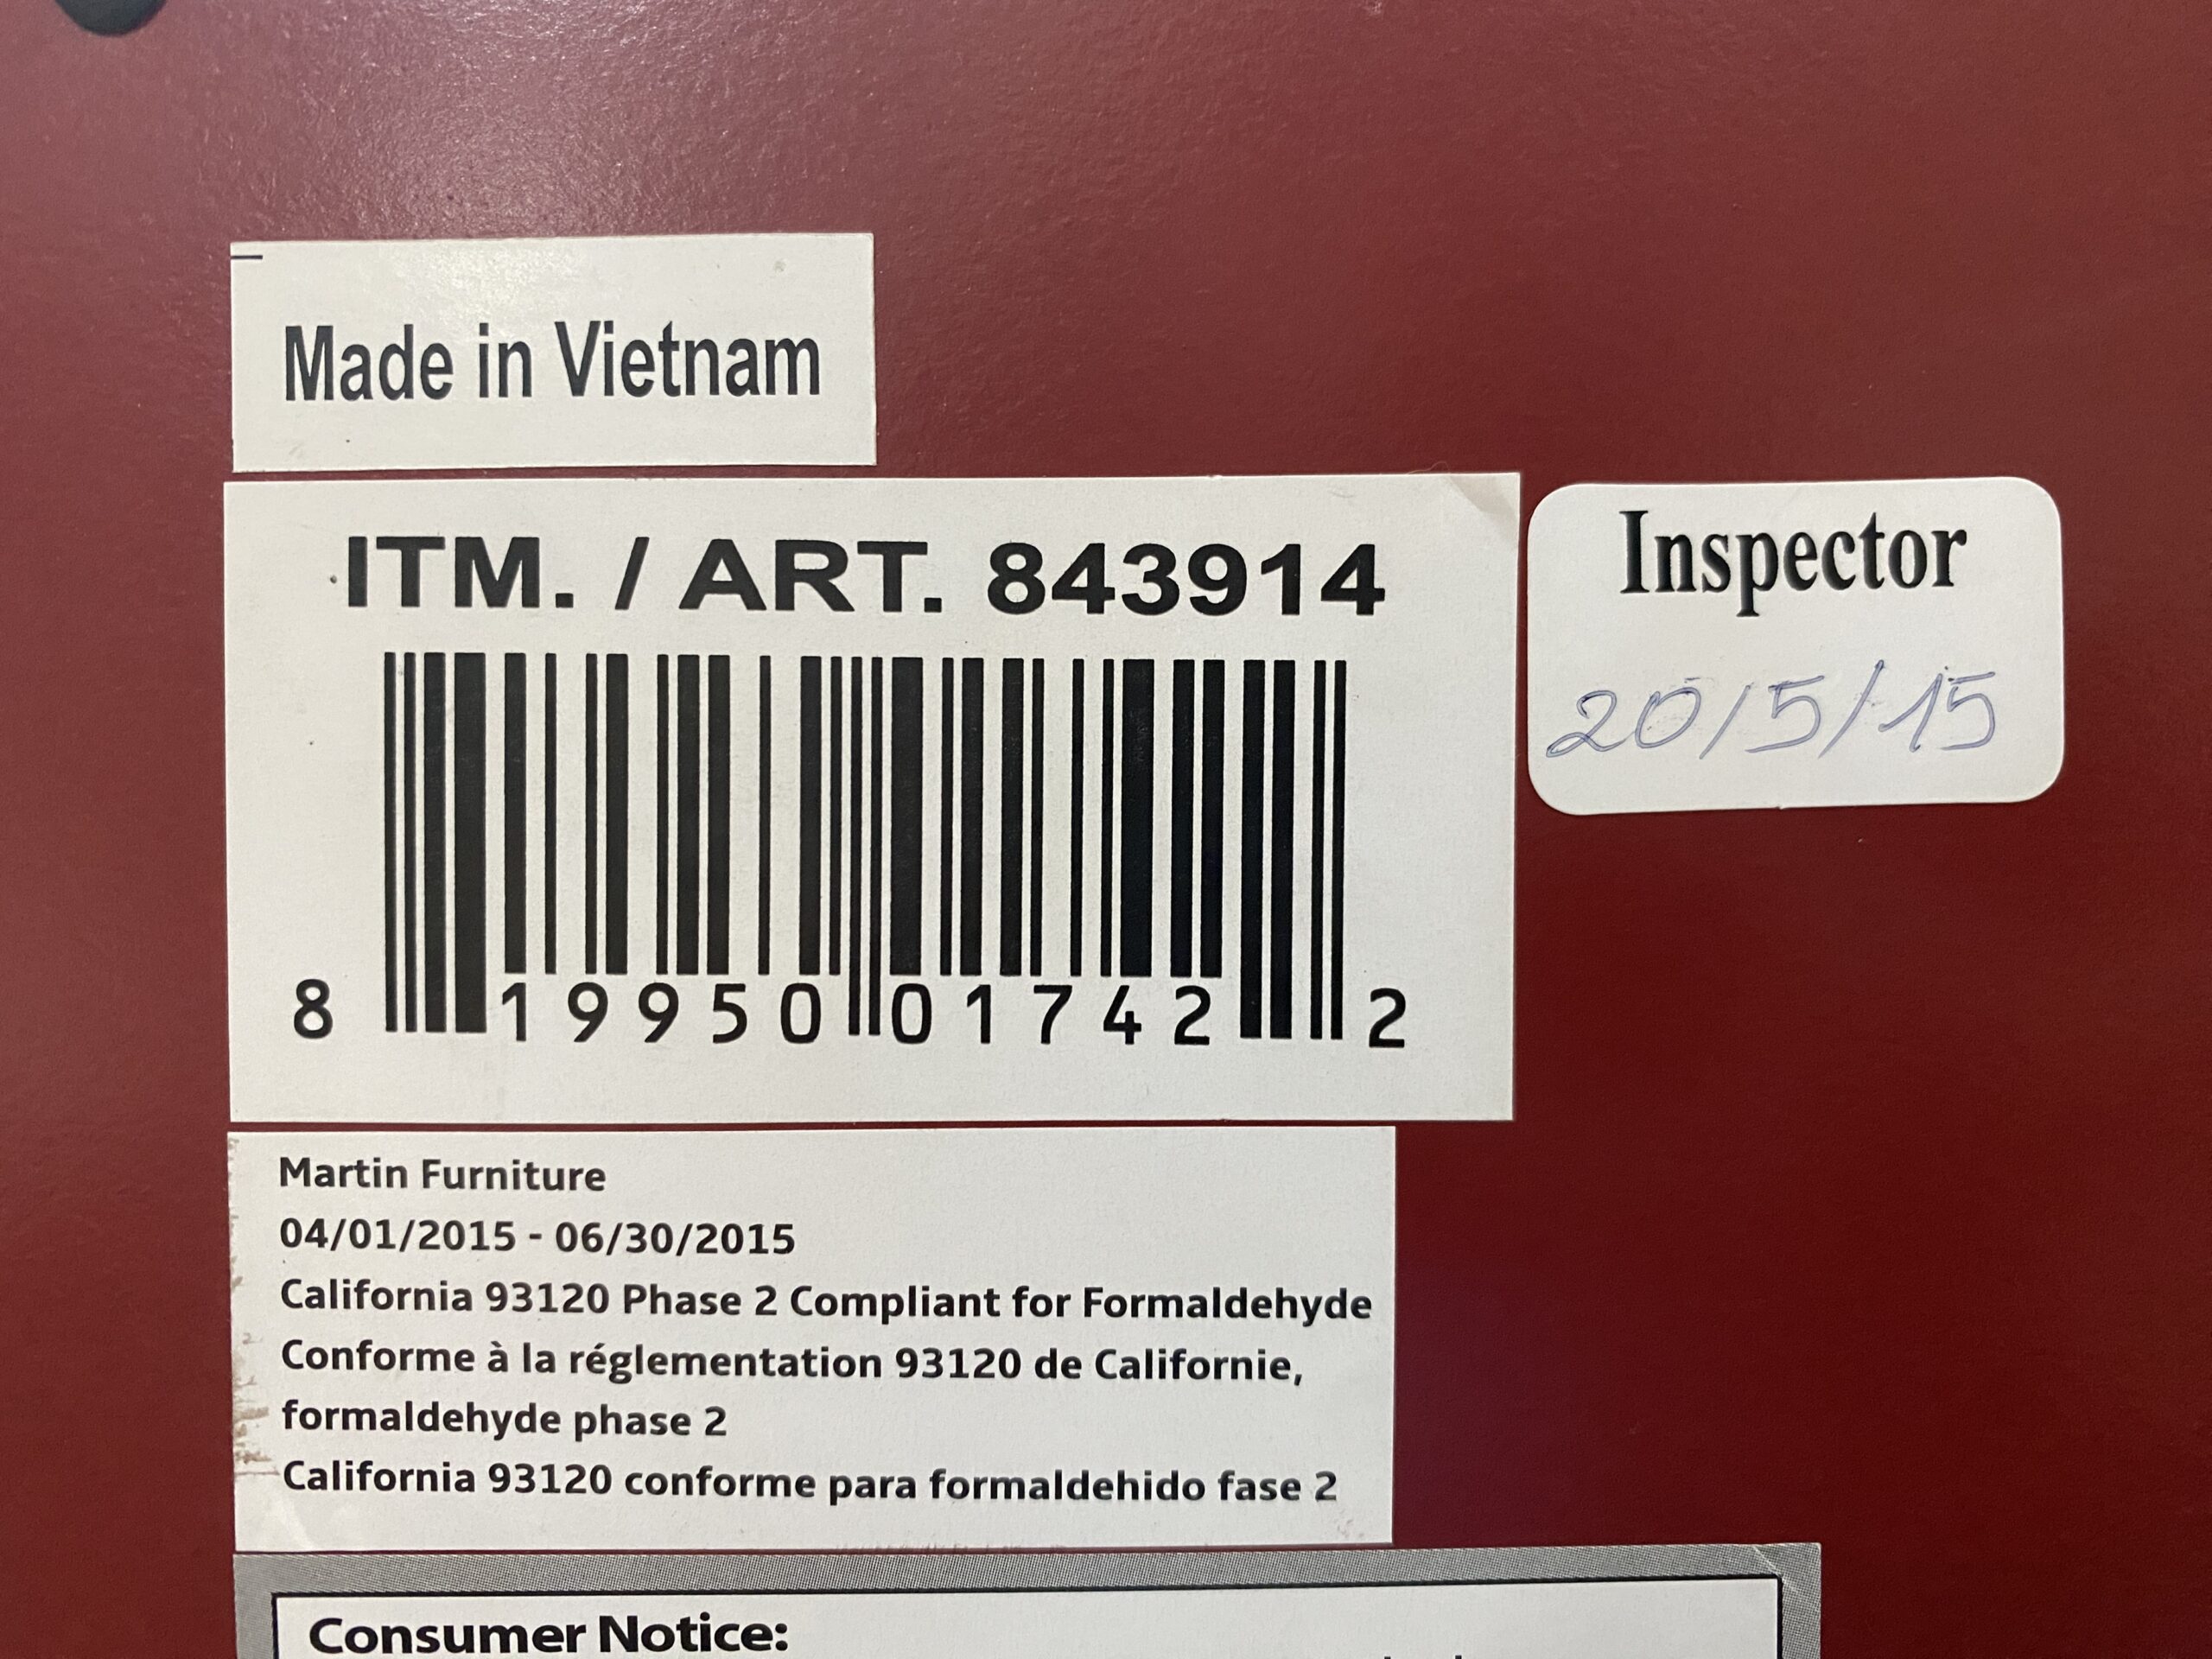 Made in Vietnam
ITM. / ART. 843914
8 19950 01742 2
Inspector
20/5/15
Martin Furniture
04/01/2015 - 06/30/2015
California 93120 Phase 2 Compliant for Formaldehyde
Conforme à la réglementation 93120 de Californie,
formaldehyde phase 2
California 93120 conforme para formaldehido fase 2
Consumer Notice: